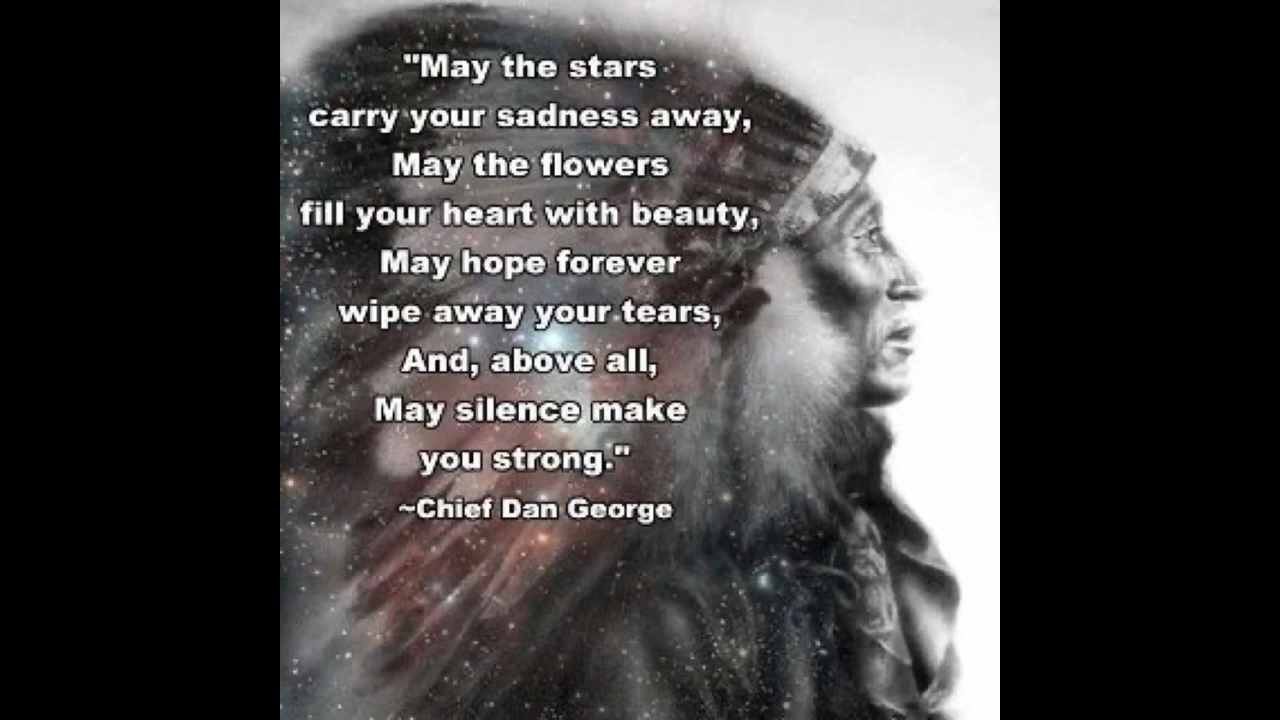 "May the stars
carry your sadness away,
May the flowers
fill your heart with beauty,
May hope forever
wipe away your tears,
And, above all,
May silence make
you strong."
~Chief Dan George